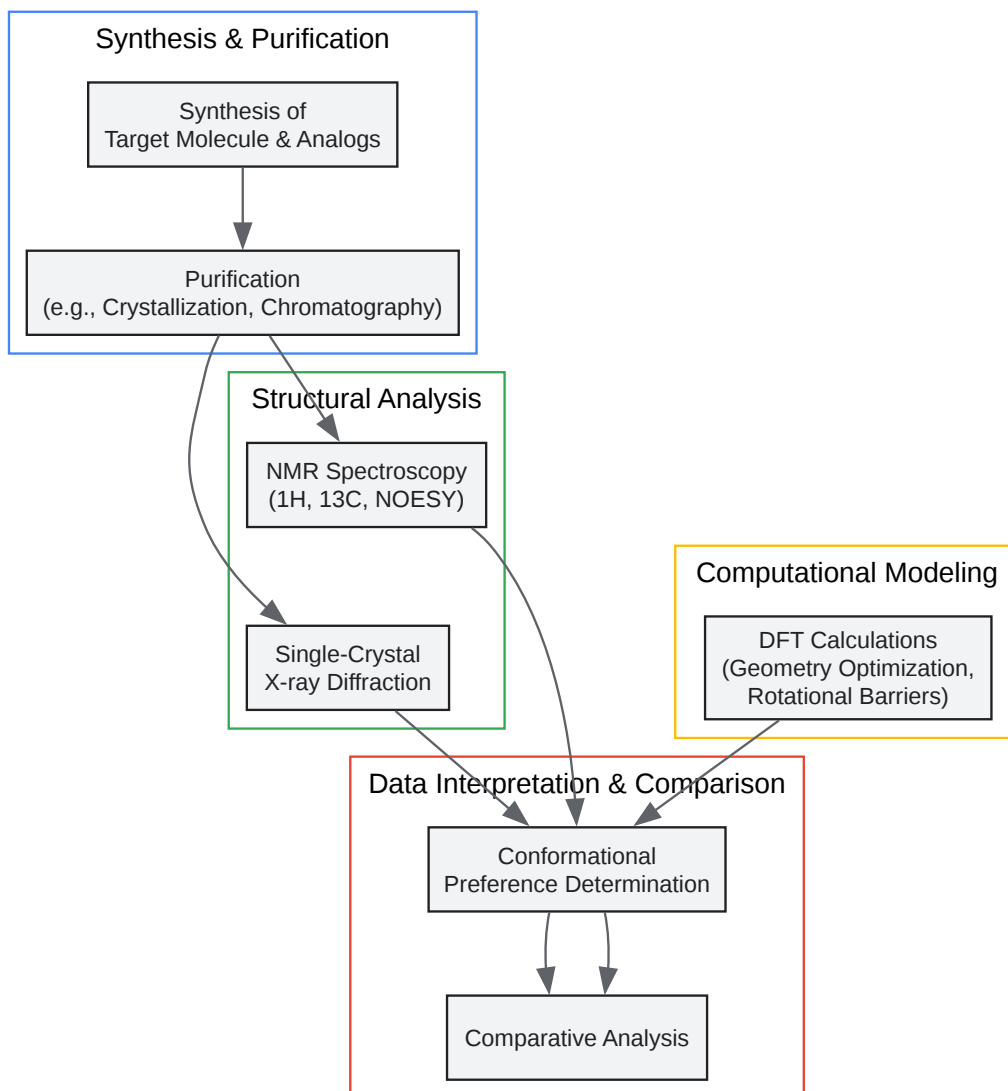 Synthesis & Purification
Synthesis of
Target Molecule & Analogs
Purification
(e.g., Crystallization, Chromatography)
Structural Analysis
NMR Spectroscopy
(1H, 13C, NOESY)
Single-Crystal
X-ray Diffraction
Computational Modeling
DFT Calculations
(Geometry Optimization,
Rotational Barriers)
Data Interpretation & Comparison
Conformational
Preference Determination
Comparative Analysis